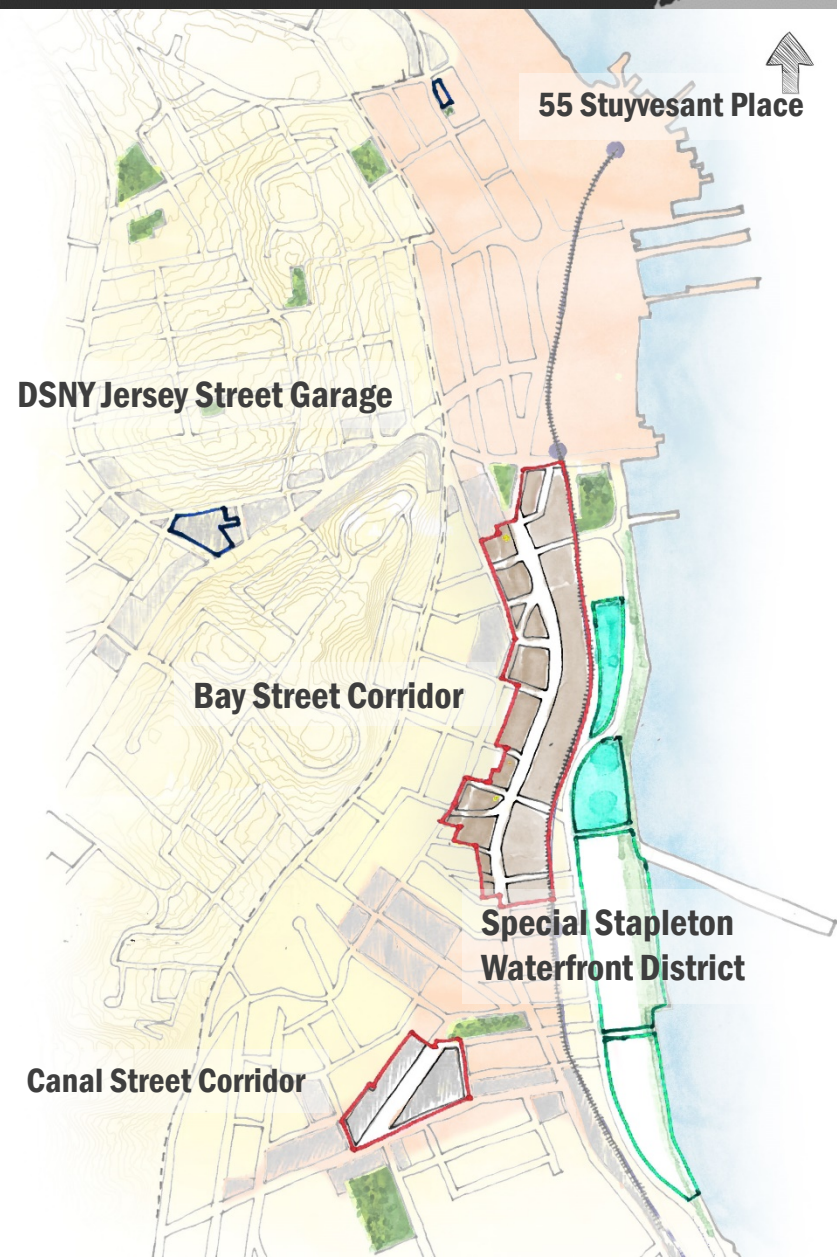 55 Stuyvesant Place
DSNY Jersey Street Garage
Bay Street Corridor
Special Stapleton
Waterfront District
Canal Street Corridor